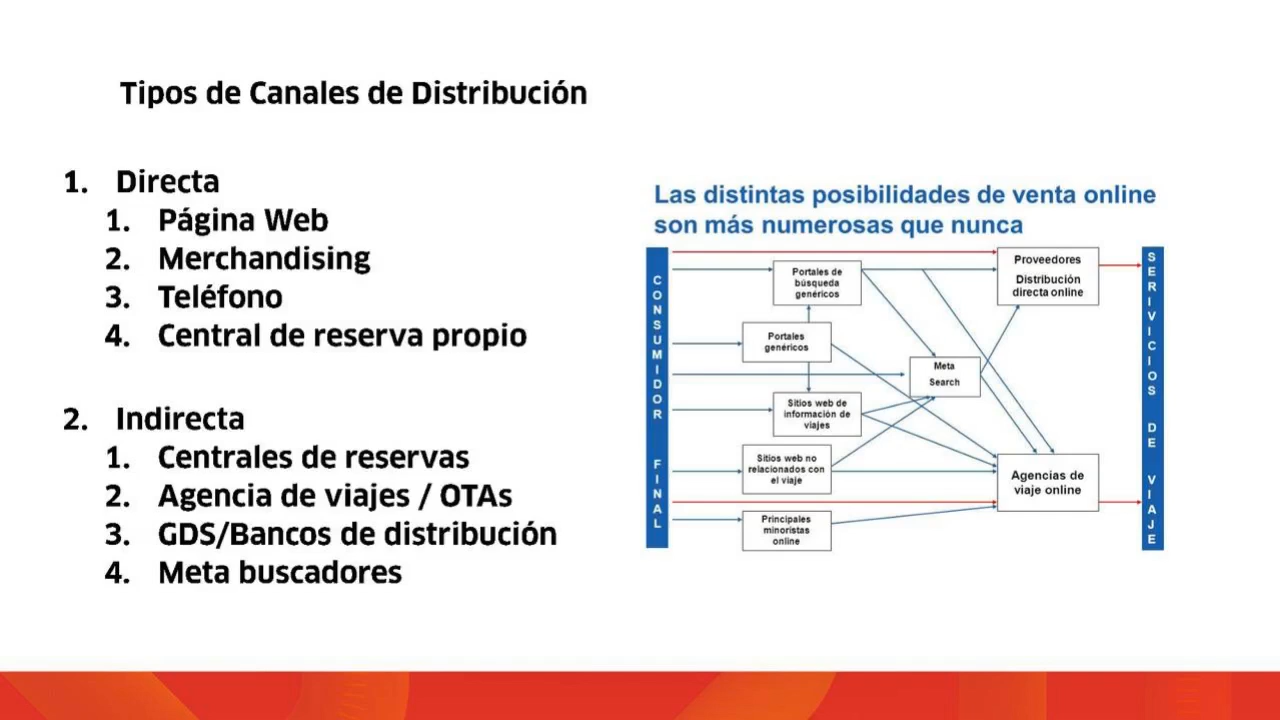 Tipos de Canales de Distribución
1. Directa
1. Página Web
2. Merchandising
3. Teléfono
4. Central de reserva propio
2. Indirecta
1. Centrales de reservas
2. Agencia de viajes / OTAs
3. GDS/Bancos de distribución
4. Meta buscadores
Las distintas posibilidades de venta online
son más numerosas que nunca
CONSUMIDOR FINAL
Portales de
búsqueda
genéricos
Portales
genéricos
Sitios web de
información de
viajes
Sitios web no
relacionados con
el viaje
Principales
minoristas
online
Meta
Search
Proveedores
Distribución
directa online
Agencias de
viaje online
SERIVICIOS DE VIAJE